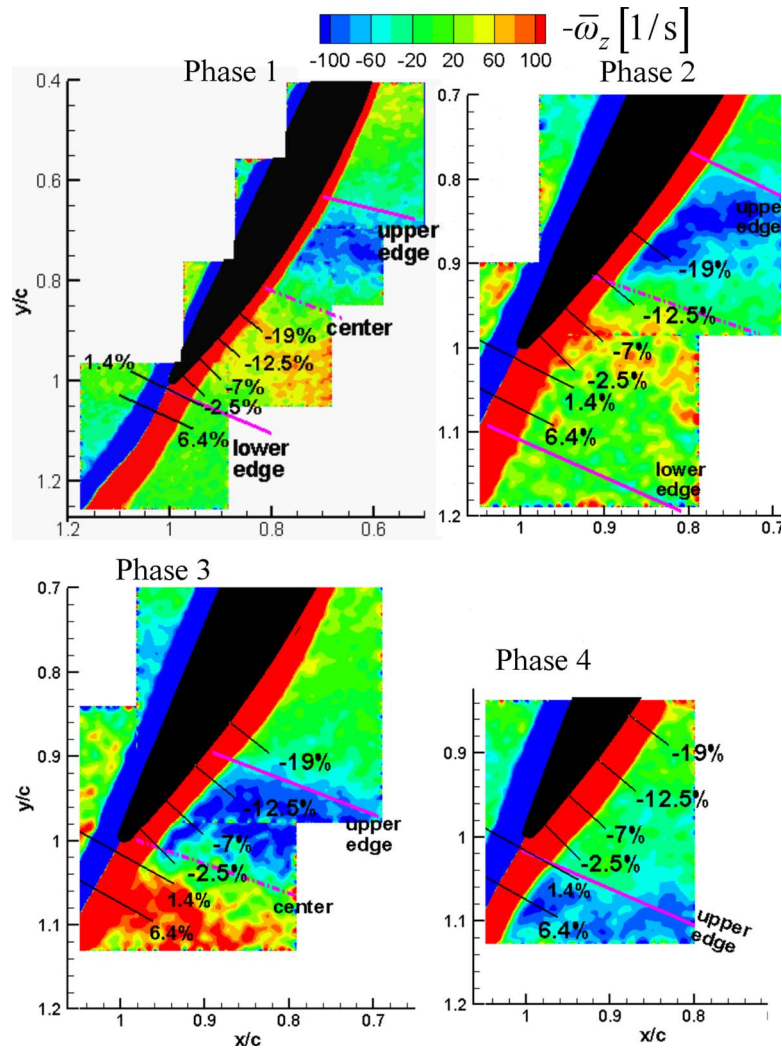 -ω̄z [1/s]
-100 -60 -20 20 60 100
Phase 1
Phase 2
0.4
0.6
0.8
1
1.2
y/c
1.2 1 0.8 0.6
upper
edge
center
-19%
-12.5%
-7%
-2.5%
1.4%
6.4%
lower
edge
0.7
0.8
0.9
1
1.1
1.2
1 0.9 0.8 0.7
upper
edge
-19%
-12.5%
-7%
-2.5%
1.4%
6.4%
lower
edge
Phase 3
0.7
0.8
0.9
1
1.1
1.2
y/c
1 0.9 0.8 0.7
x/c
-19%
-12.5%
upper
edge
-7%
-2.5%
center
1.4%
6.4%
Phase 4
0.9
1
1.1
1.2
1 0.9 0.8 0.7
x/c
-19%
-12.5%
-7%
-2.5%
1.4%
6.4%
upper
edge